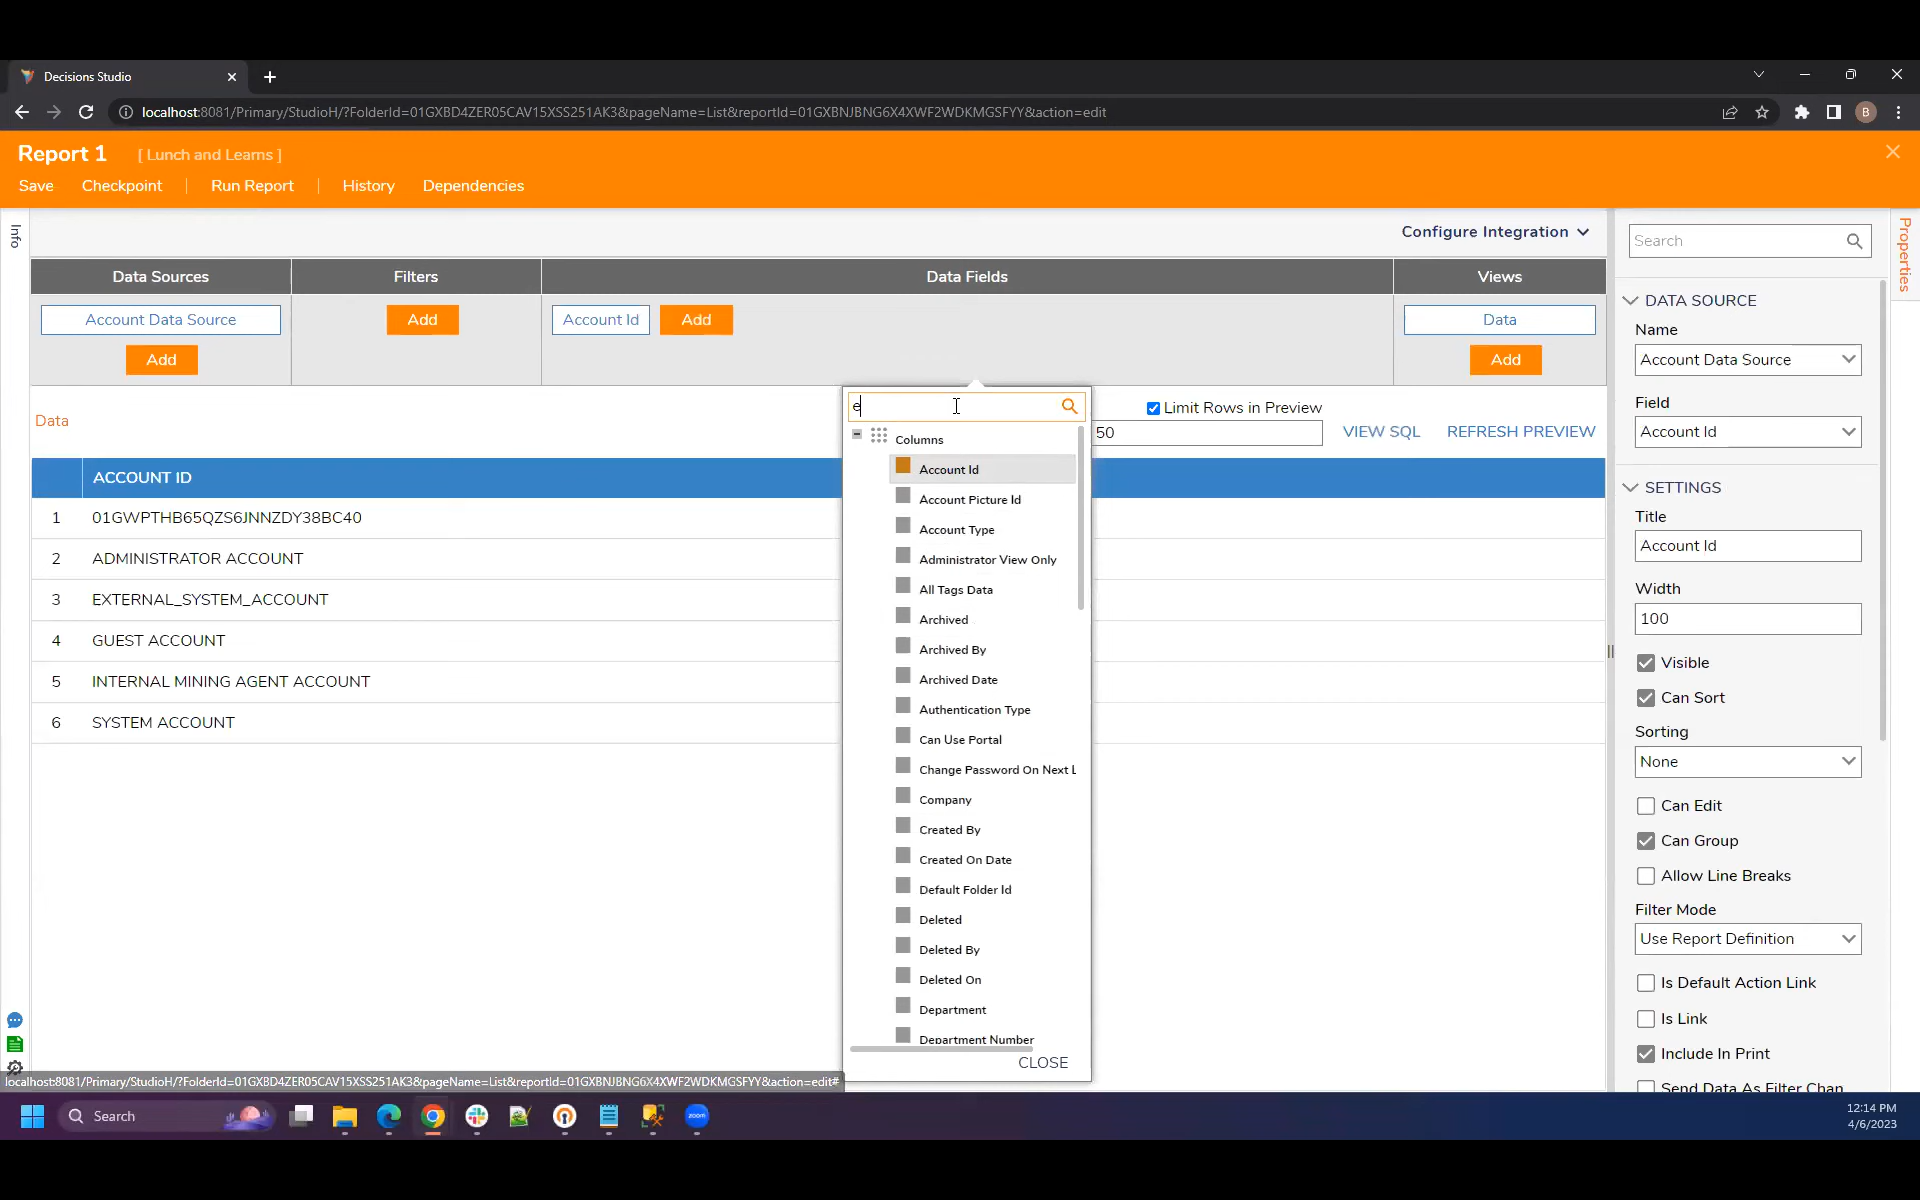 Decisions Studio
localhost:8081/Primary/StudioH/?FolderId=01GXBD4ZER05CAV15XSS251AK3&pageName=List&reportId=01GXBNJBNG6X4XWF2WDKMGSFYY&action=edit
B
Report 1 [ Lunch and Learns ]
Save Checkpoint Run Report History Dependencies
Info
Configure Integration
Search
Properties
Data Sources Filters Data Fields Views
Account Data Source Add Account Id Add Data
Add Add
Data
e
Limit Rows in Preview
50 VIEW SQL REFRESH PREVIEW
ACCOUNT ID
1 01GWPTHB65QZS6JNNZDY38BC40
2 ADMINISTRATOR ACCOUNT
3 EXTERNAL_SYSTEM_ACCOUNT
4 GUEST ACCOUNT
5 INTERNAL MINING AGENT ACCOUNT
6 SYSTEM ACCOUNT
Columns
Account Id
Account Picture Id
Account Type
Administrator View Only
All Tags Data
Archived
Archived By
Archived Date
Authentication Type
Can Use Portal
Change Password On Next L
Company
Created By
Created On Date
Default Folder Id
Deleted
Deleted By
Deleted On
Department
Department Number
CLOSE
DATA SOURCE
Name
Account Data Source
Field
Account Id
SETTINGS
Title
Account Id
Width
100
Visible
Can Sort
Sorting
None
Can Edit
Can Group
Allow Line Breaks
Filter Mode
Use Report Definition
Is Default Action Link
Is Link
Include In Print
Send Data As Filter Chan
localhost:8081/Primary/StudioH/?FolderId=01GXBD4ZER05CAV15XSS251AK3&pageName=List&reportId=01GXBNJBNG6X4XWF2WDKMGSFYY&action=edit#
Search
zoom
12:14 PM
4/6/2023